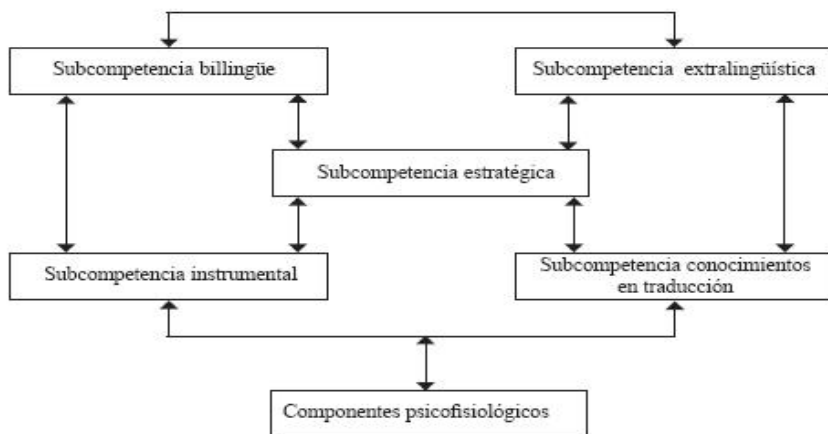 Subcompetencia billingüe
Subcompetencia extralingüística
Subcompetencia estratégica
Subcompetencia instrumental
Subcompetencia conocimientos
en traducción
Componentes psicofisiológicos